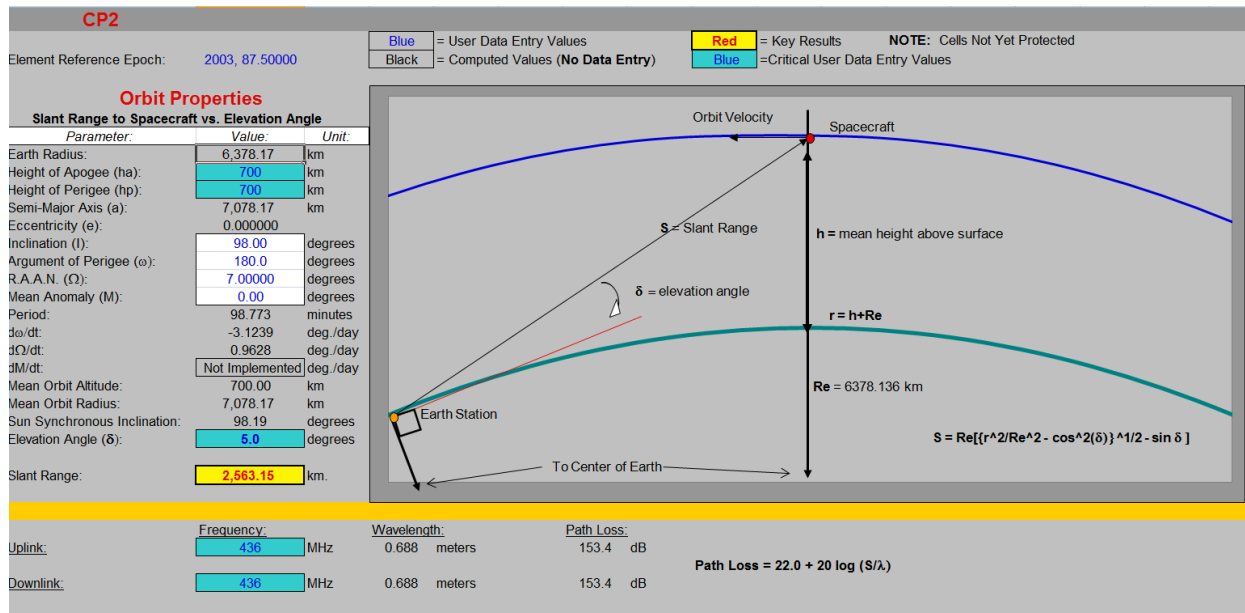 CP2
Element Reference Epoch: 2003, 87.50000
Blue = User Data Entry Values
Black = Computed Values (No Data Entry)
Red = Key Results NOTE: Cells Not Yet Protected
Blue =Critical User Data Entry Values
Orbit Properties
Slant Range to Spacecraft vs. Elevation Angle
Parameter: Value: Unit:
Earth Radius: 6,378.17 km
Height of Apogee (ha): 700 km
Height of Perigee (hp): 700 km
Semi-Major Axis (a): 7,078.17 km
Eccentricity (e): 0.000000
Inclination (I): 98.00 degrees
Argument of Perigee (ω): 180.0 degrees
R.A.A.N. (Ω): 7.00000 degrees
Mean Anomaly (M): 0.00 degrees
Period: 98.773 minutes
dω/dt: -3.1239 deg./day
dΩ/dt: 0.9628 deg./day
dM/dt: Not Implemented deg./day
Mean Orbit Altitude: 700.00 km
Mean Orbit Radius: 7,078.17 km
Sun Synchronous Inclination: 98.19 degrees
Elevation Angle (δ): 5.0 degrees
Slant Range: 2,563.15 km.
Orbit Velocity
Spacecraft
S = Slant Range
h = mean height above surface
δ = elevation angle
r = h+Re
Re = 6378.136 km
Earth Station
S = Re[{r^2/Re^2 - cos^2(δ)}^1/2 - sin δ ]
To Center of Earth
Frequency: Wavelength: Path Loss:
Uplink: 436 MHz 0.688 meters 153.4 dB
Path Loss = 22.0 + 20 log (S/λ)
Downlink: 436 MHz 0.688 meters 153.4 dB